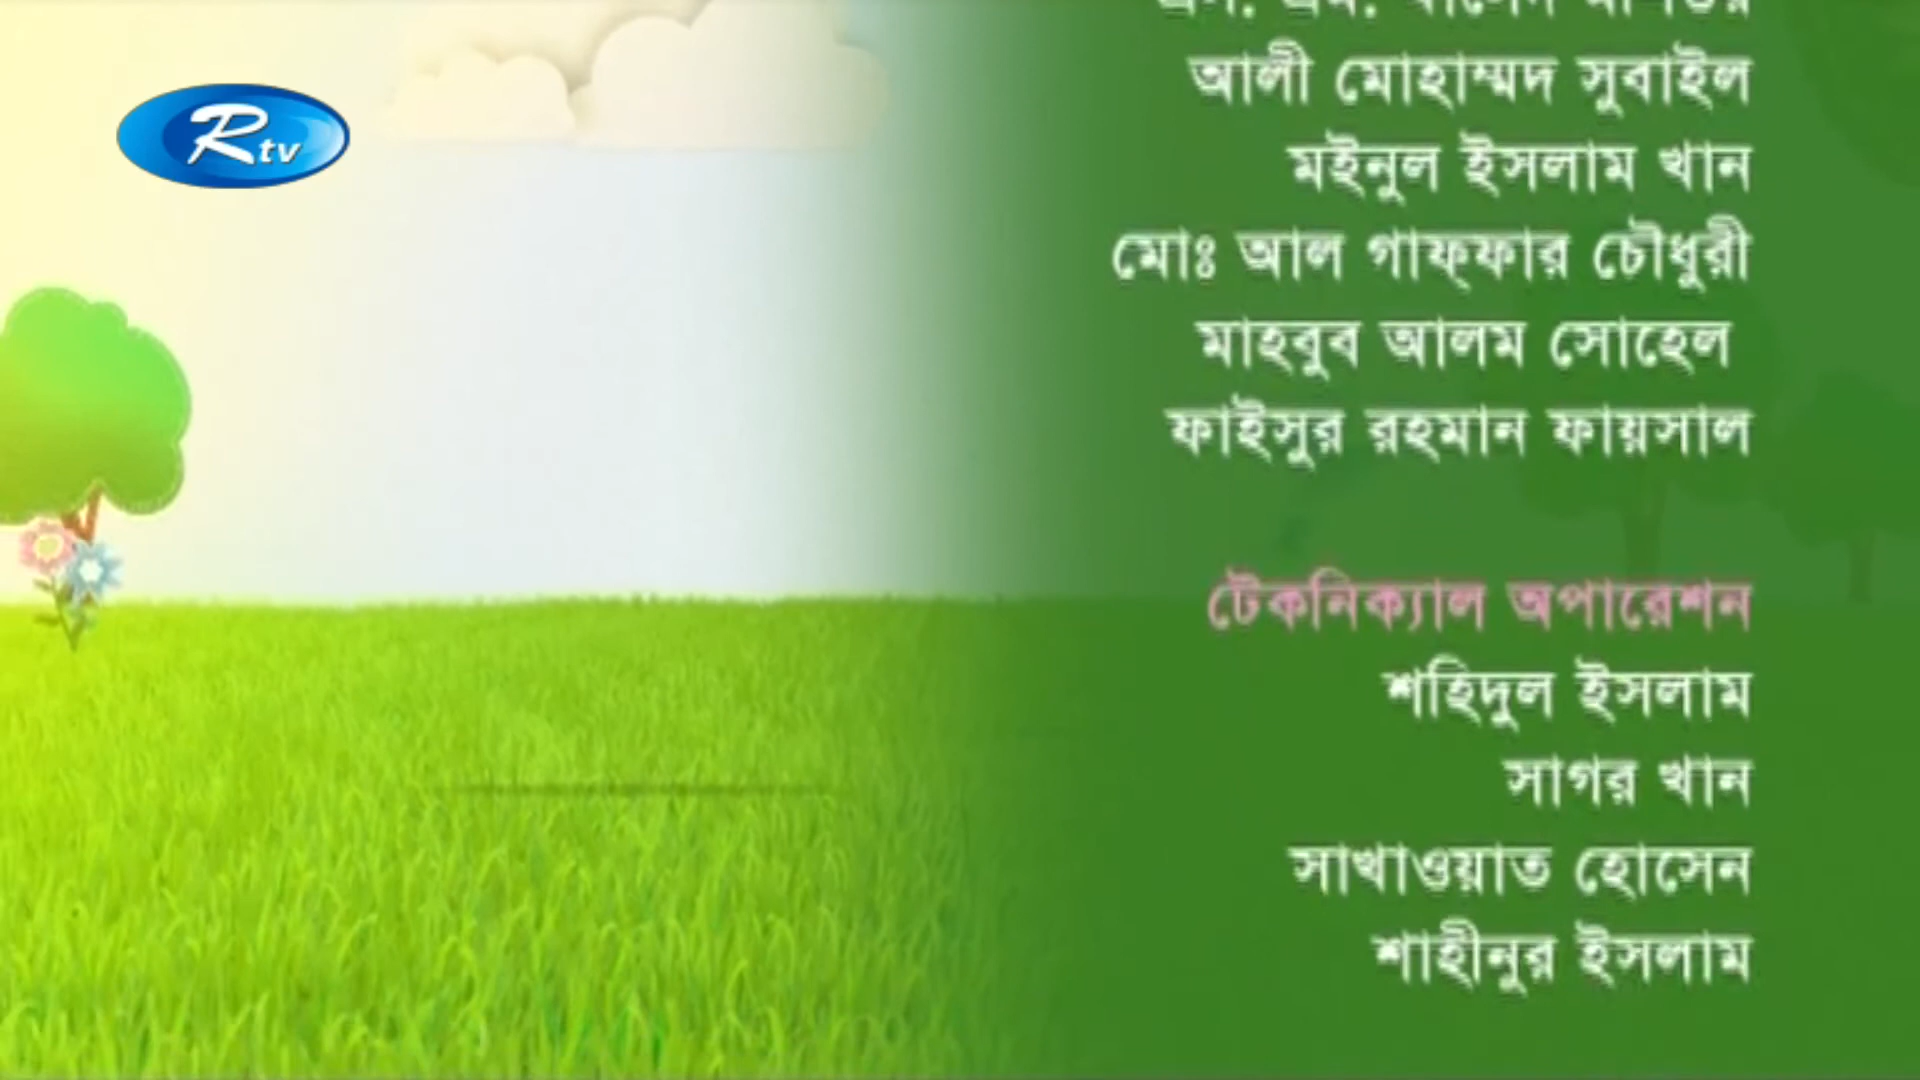 Rtv
আলী মোহাম্মদ সুবাইল
মইনুল ইসলাম খান
মোঃ আল গাফ্ফার চৌধুরী
মাহবুব আলম সোহেল
ফাইসুর রহমান ফায়সাল
টেকনিক্যাল অপারেশন
শহিদুল ইসলাম
সাগর খান
সাখাওয়াত হোসেন
শাহীনুর ইসলাম